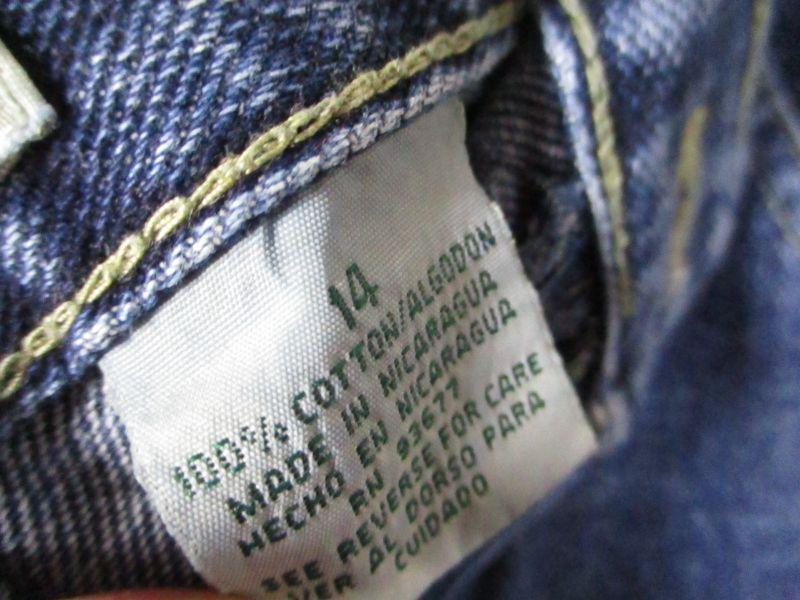 14
100% COTTON/ALGODON
MADE IN NICARAGUA
HECHO EN NICARAGUA
RN 93677
SEE REVERSE FOR CARE
VER AL DORSO PARA
CUIDADO